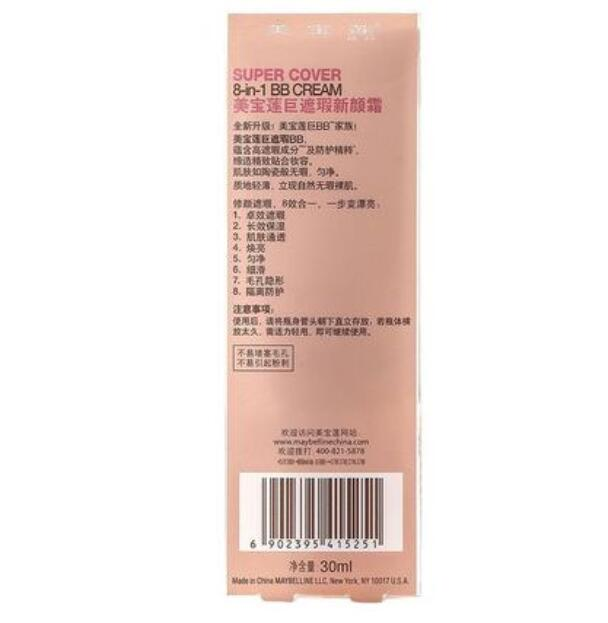 SUPER COVER
8-in-1 BB CREAM
美宝莲巨遮瑕新颜霜
全新升级！美宝莲巨BB™家族！
美宝莲巨遮瑕BB，
蕴含高遮瑕成分及防护精粹，
缔造精致贴合妆容。
肌肤如陶瓷般无瑕，匀净。
质地轻薄，立现自然无瑕裸肌。
修颜遮瑕，8效合一，一步变漂亮：
1. 卓效遮瑕
2. 长效保湿
3. 肌肤通透
4. 焕亮
5. 匀净
6. 细滑
7. 毛孔隐形
8. 隔离防护
注意事项：
使用后，请将瓶身管头朝下直立存放；若瓶体横
放太久，需适力轻甩，即可继续使用。
不易堵塞毛孔
不易引起粉刺
欢迎访问美宝莲网站：
www.maybellinechina.com
欢迎拨打 400-821-5878
6 902395 415251
净含量 30ml
Made in China MAYBELLINE LLC, New York, NY 10017 U.S.A.